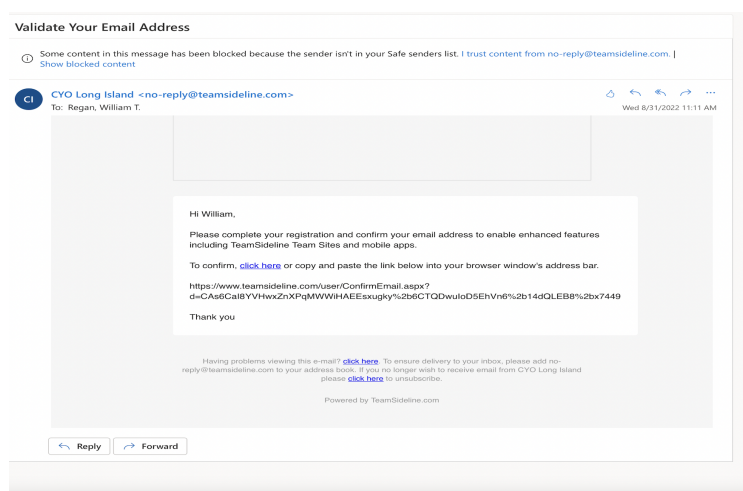 Validate Your Email Address
Some content in this message has been blocked because the sender isn't in your Safe senders list. I trust content from no-reply@teamsideline.com. |
Show blocked content
CI
CYO Long Island <no-reply@teamsideline.com>
To: Regan, William T.
Wed 8/31/2022 11:11 AM
Hi William,
Please complete your registration and confirm your email address to enable enhanced features
including TeamSideline Team Sites and mobile apps.
To confirm, click here or copy and paste the link below into your browser window's address bar.
https://www.teamsideline.com/user/ConfirmEmail.aspx?
d=CAs6CaI8YVHwxZnXPqMWWiHAEEsxugky%2b6CTQDwuIoD5EhVn6%2b14dQLEB8%2bx7449
Thank you
Having problems viewing this e-mail? click here. To ensure delivery to your inbox, please add no-
reply@teamsideline.com to your address book. If you no longer wish to receive email from CYO Long Island
please click here to unsubscribe.
Powered by TeamSideline.com
Reply
Forward